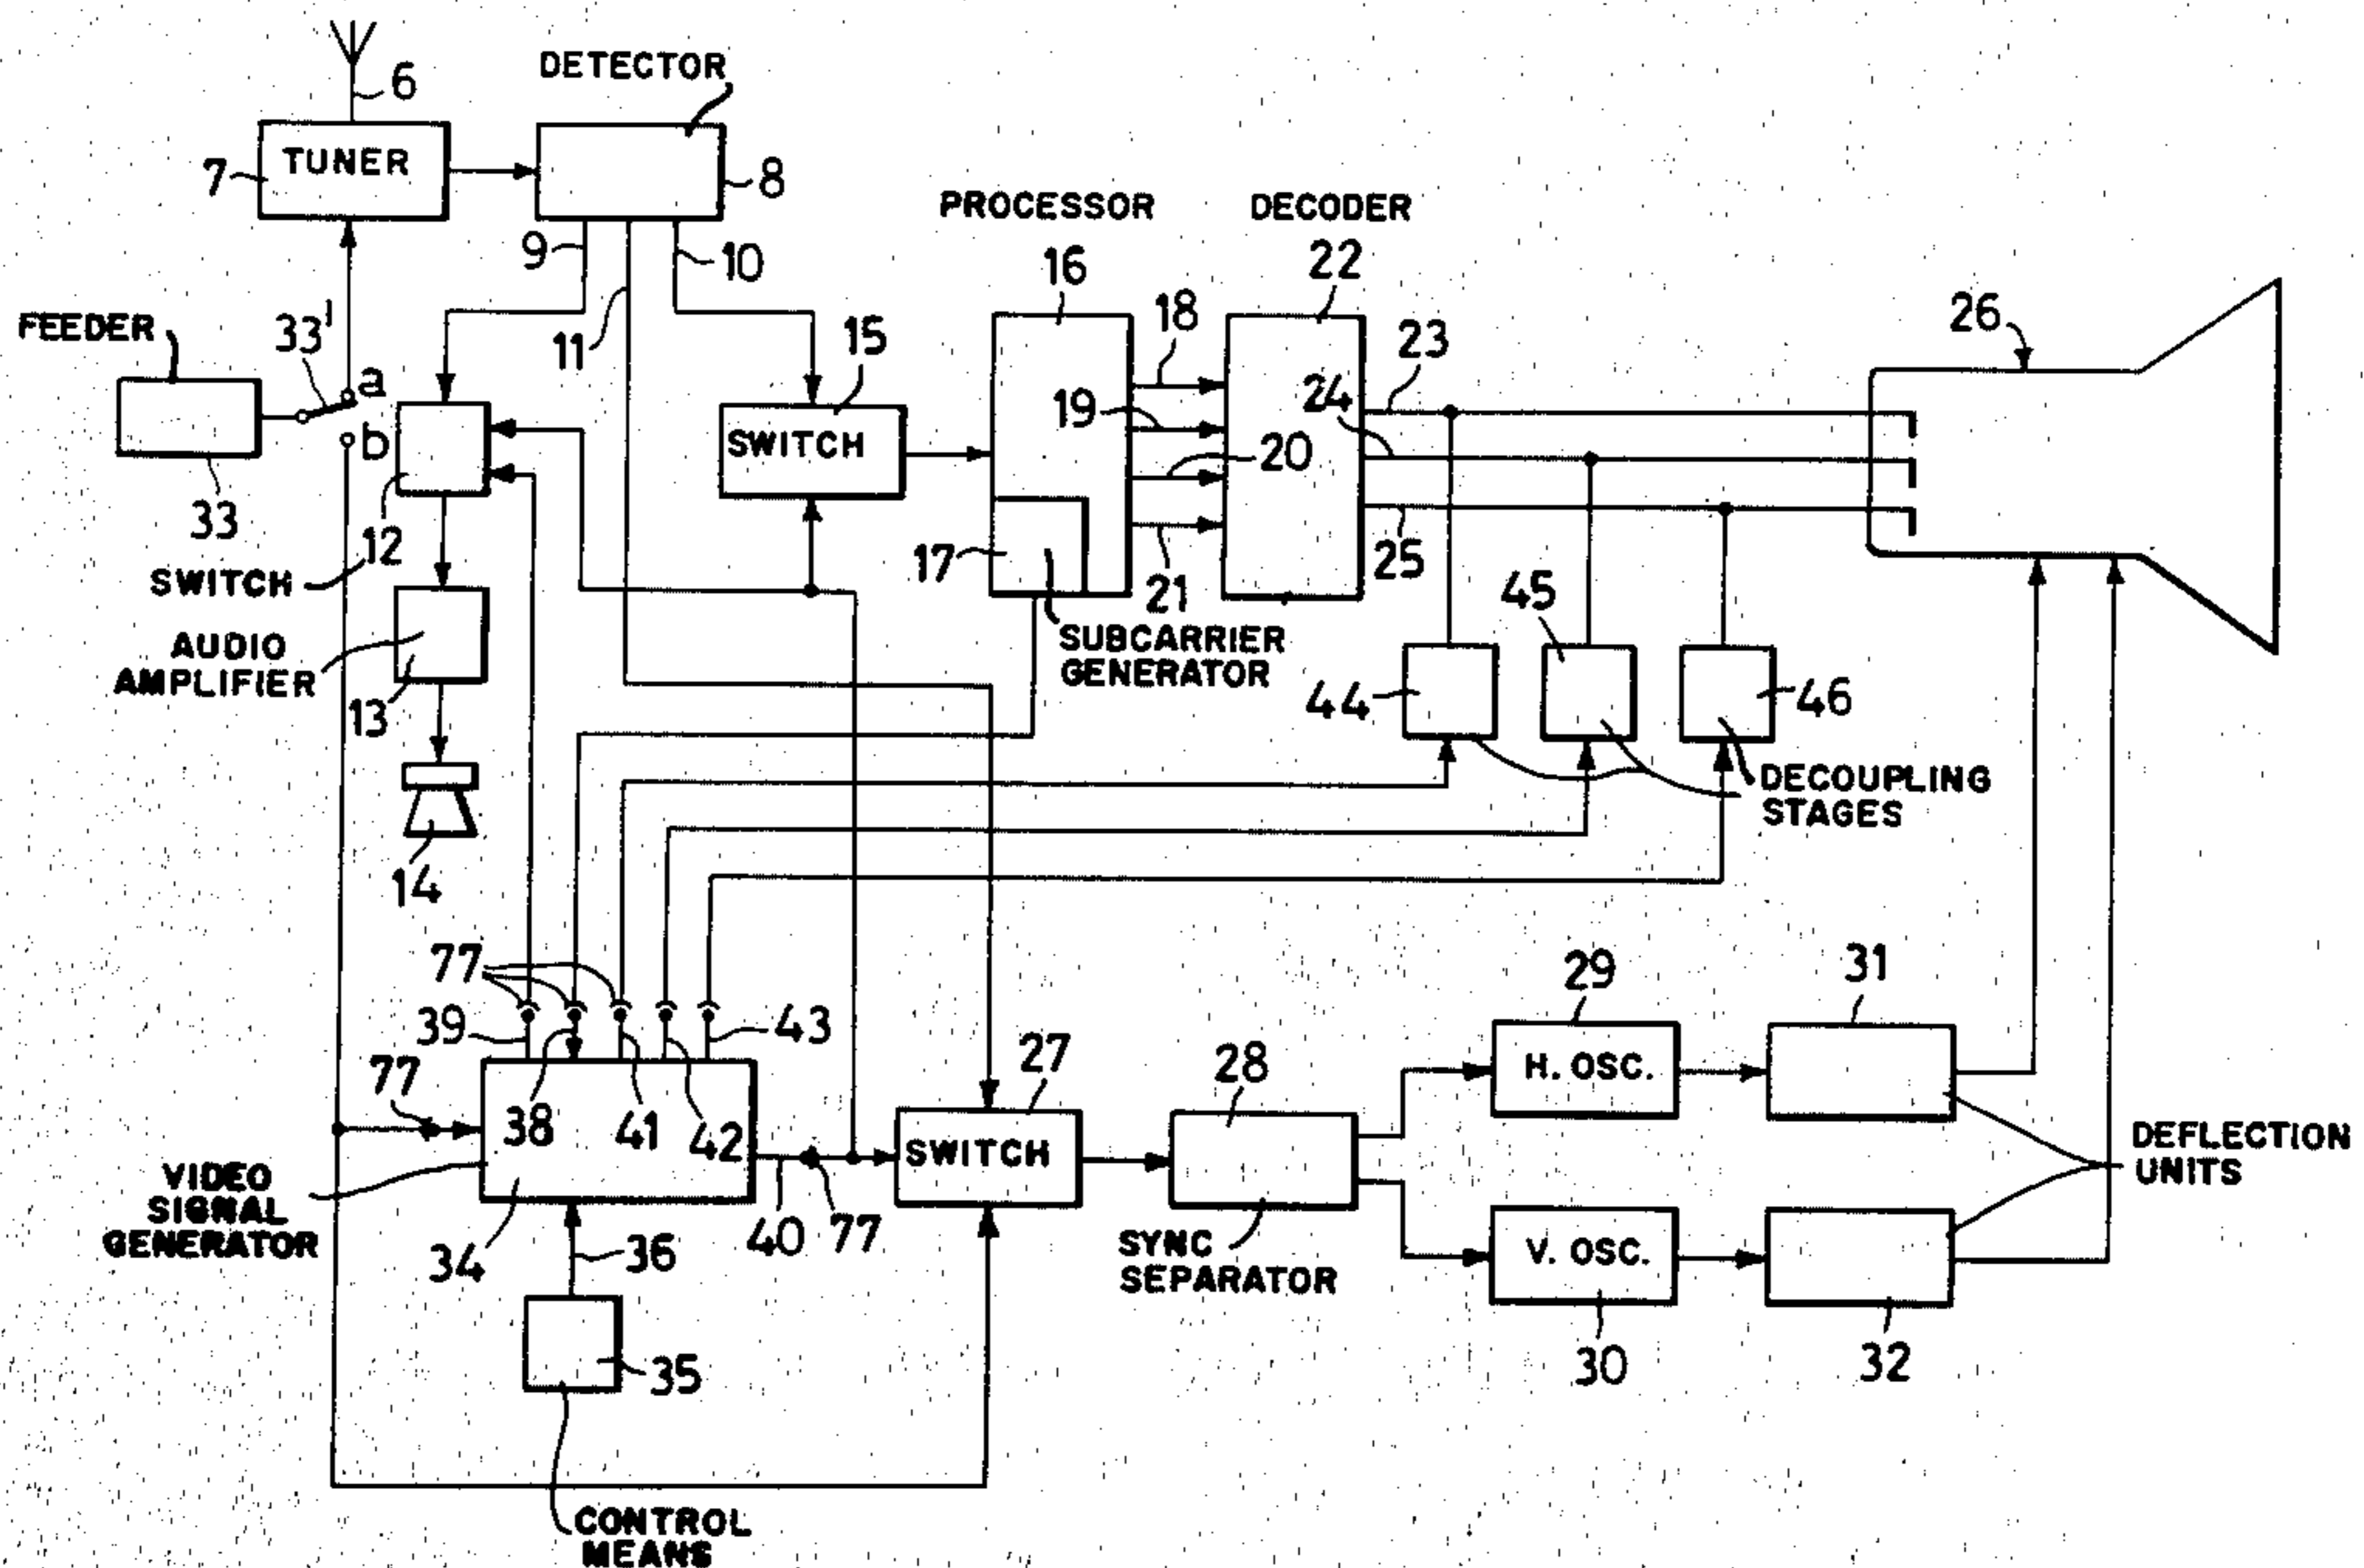 6
DETECTOR
7
TUNER
8
9
10
11
PROCESSOR
DECODER
16
22
FEEDER
33'
a
b
33
12
SWITCH
15
SWITCH
18
19
20
21
17
SUBCARRIER
GENERATOR
23
24
25
26
AUDIO
AMPLIFIER
13
14
44
45
46
DECOUPLING
STAGES
77
39
38
41
42
43
77
VIDEO
SIGNAL
GENERATOR
34
40
77
36
35
CONTROL
MEANS
27
SWITCH
28
SYNC
SEPARATOR
29
H. OSC.
31
V. OSC.
30
32
DEFLECTION
UNITS